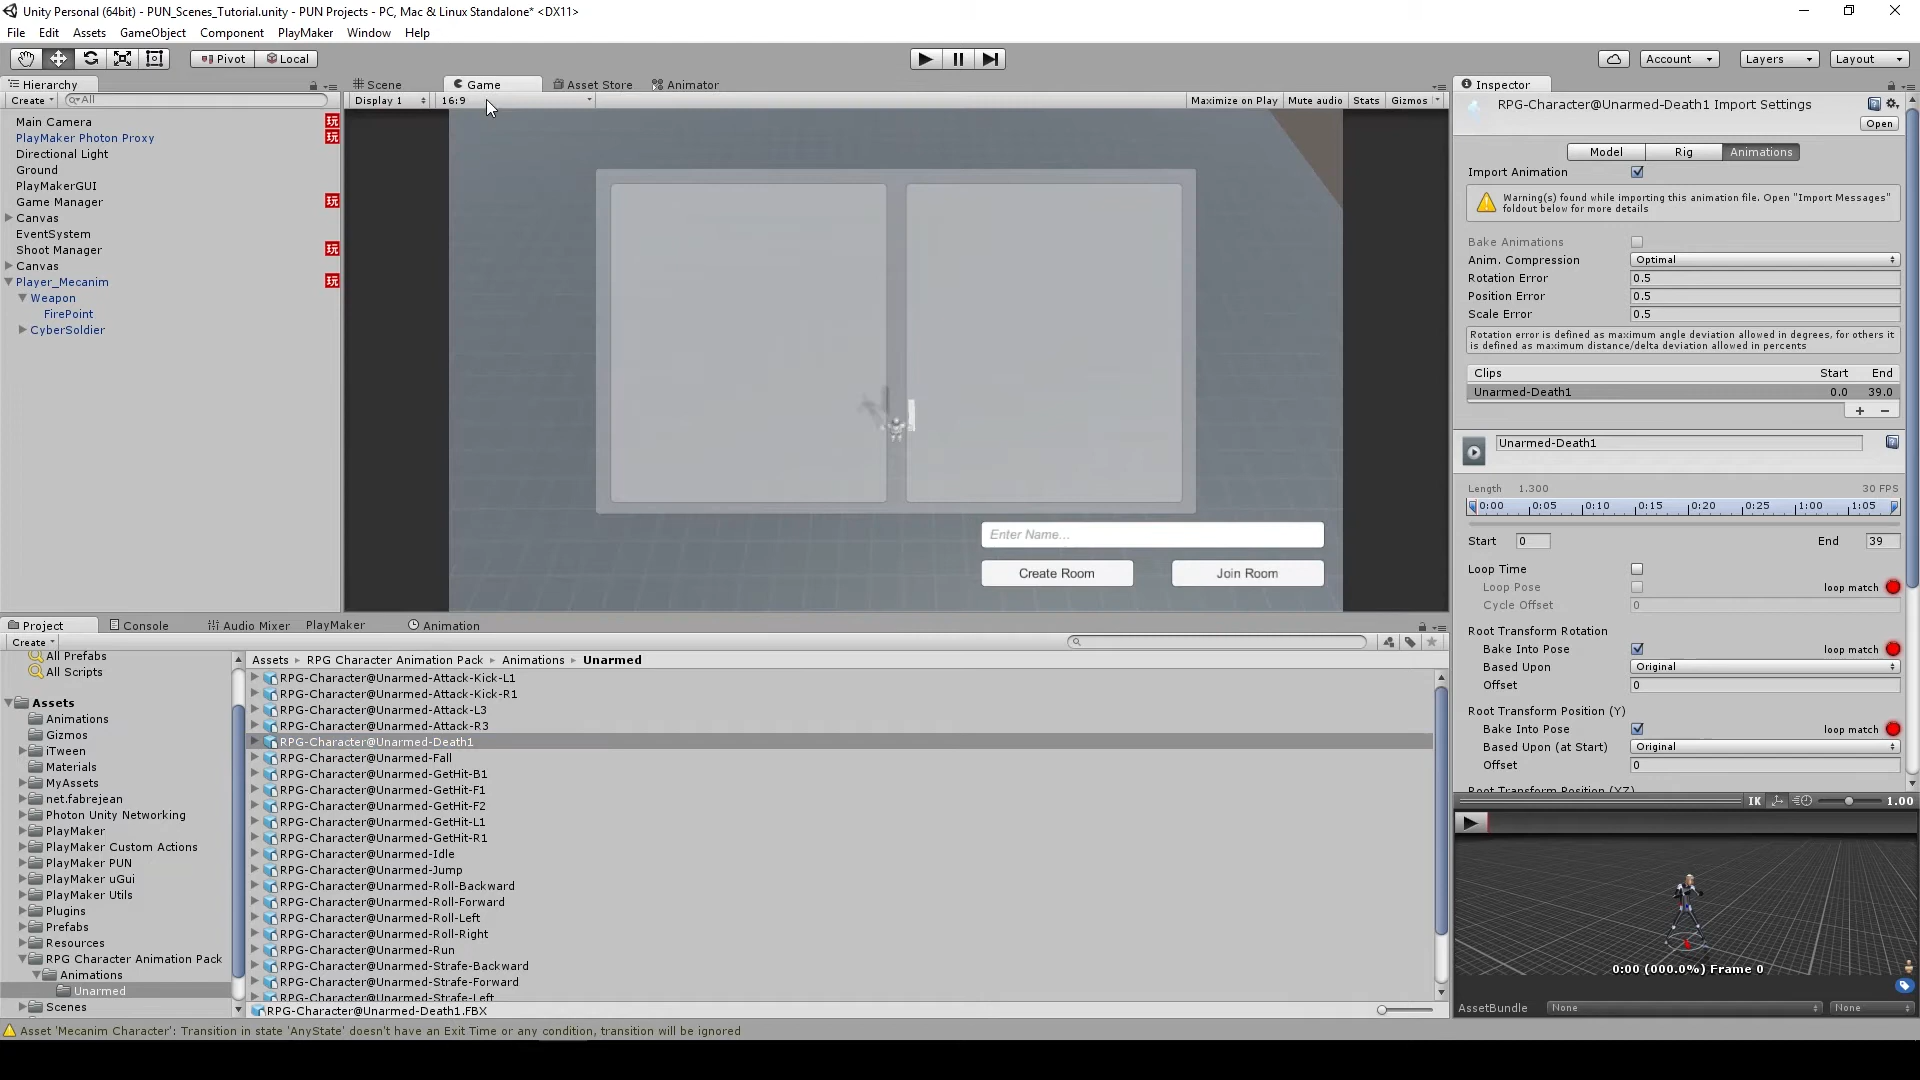 Unity Personal (64bit) - PUN_Scenes_Tutorial.unity - PUN Projects - PC, Mac & Linux Standalone* <DX11>
File Edit Assets GameObject Component PlayMaker Window Help
Pivot Local Account Layers Layout
Hierarchy
Create All
Main Camera 玩
PlayMaker Photon Proxy 玩
Directional Light
Ground
PlayMakerGUI
Game Manager 玩
Canvas
EventSystem
Shoot Manager 玩
Canvas
Player_Mecanim 玩
Weapon
FirePoint
CyberSoldier
Scene Game Asset Store Animator
Display 1 16:9 Maximize on Play Mute audio Stats Gizmos
Enter Name...
Create Room Join Room
Inspector
RPG-Character@Unarmed-Death1 Import Settings
Open
Model Rig Animations
Import Animation
Warning(s) found while importing this animation file. Open "Import Messages"
foldout below for more details
Bake Animations
Anim. Compression Optimal
Rotation Error 0.5
Position Error 0.5
Scale Error 0.5
Rotation error is defined as maximum angle deviation allowed in degrees, for others it
is defined as maximum distance/delta deviation allowed in percents
Clips Start End
Unarmed-Death1 0.0 39.0
Unarmed-Death1
Length 1.300 30 FPS
0:00 0:05 0:10 0:15 0:20 0:25 1:00 1:05
Start 0 End 39
Loop Time
Loop Pose loop match
Cycle Offset 0
Root Transform Rotation
Bake Into Pose loop match
Based Upon Original
Offset 0
Root Transform Position (Y)
Bake Into Pose loop match
Based Upon (at Start) Original
Offset 0
Root Transform Position (XZ)
IK 1.00
0:00 (000.0%) Frame 0
AssetBundle None None
Project Console Audio Mixer PlayMaker Animation
Create
All Prefabs
All Scripts
Assets
Animations
Gizmos
iTween
Materials
MyAssets
net.fabrejean
Photon Unity Networking
PlayMaker
PlayMaker Custom Actions
PlayMaker PUN
PlayMaker uGui
PlayMaker Utils
Plugins
Prefabs
Resources
RPG Character Animation Pack
Animations
Unarmed
Scenes
Assets RPG Character Animation Pack Animations Unarmed
RPG-Character@Unarmed-Attack-Kick-L1
RPG-Character@Unarmed-Attack-Kick-R1
RPG-Character@Unarmed-Attack-L3
RPG-Character@Unarmed-Attack-R3
RPG-Character@Unarmed-Death1
RPG-Character@Unarmed-Fall
RPG-Character@Unarmed-GetHit-B1
RPG-Character@Unarmed-GetHit-F1
RPG-Character@Unarmed-GetHit-F2
RPG-Character@Unarmed-GetHit-L1
RPG-Character@Unarmed-GetHit-R1
RPG-Character@Unarmed-Idle
RPG-Character@Unarmed-Jump
RPG-Character@Unarmed-Roll-Backward
RPG-Character@Unarmed-Roll-Forward
RPG-Character@Unarmed-Roll-Left
RPG-Character@Unarmed-Roll-Right
RPG-Character@Unarmed-Run
RPG-Character@Unarmed-Strafe-Backward
RPG-Character@Unarmed-Strafe-Forward
RPG-Character@Unarmed-Strafe-Left
RPG-Character@Unarmed-Death1.FBX
Asset 'Mecanim Character': Transition in state 'AnyState' doesn't have an Exit Time or any condition, transition will be ignored